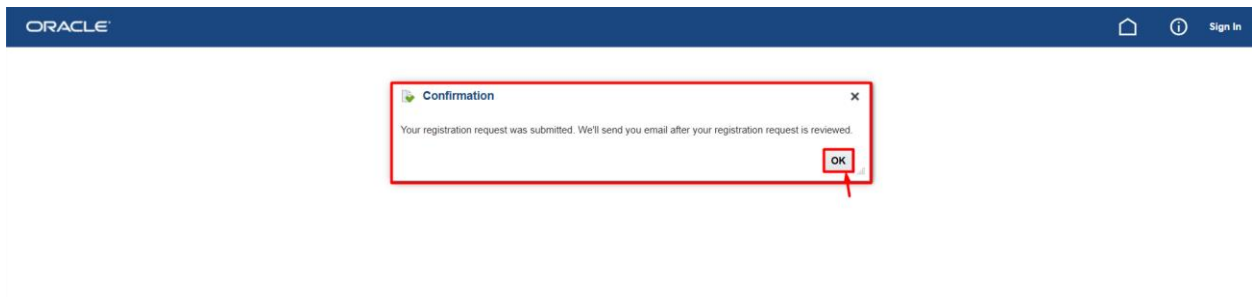 ORACLE
Sign In
Confirmation
Your registration request was submitted. We'll send you email after your registration request is reviewed.
OK